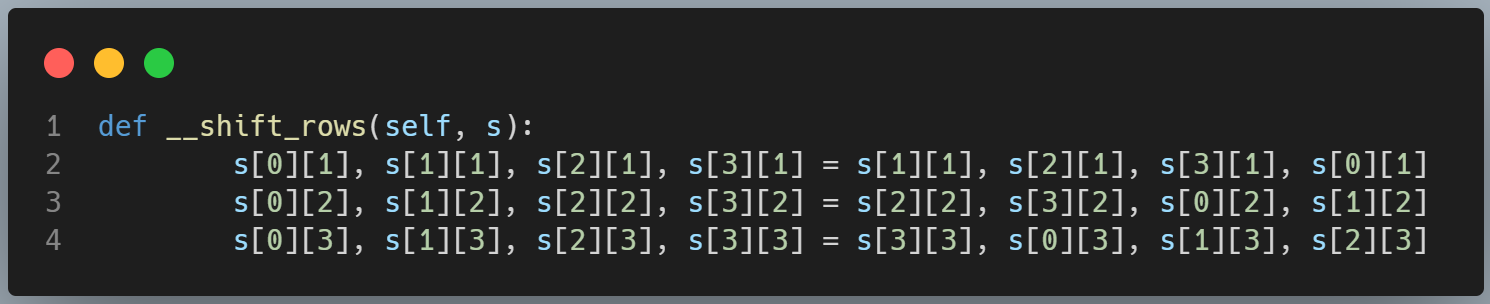 1 def __shift_rows(self, s):
2         s[0][1], s[1][1], s[2][1], s[3][1] = s[1][1], s[2][1], s[3][1], s[0][1]
3         s[0][2], s[1][2], s[2][2], s[3][2] = s[2][2], s[3][2], s[0][2], s[1][2]
4         s[0][3], s[1][3], s[2][3], s[3][3] = s[3][3], s[0][3], s[1][3], s[2][3]